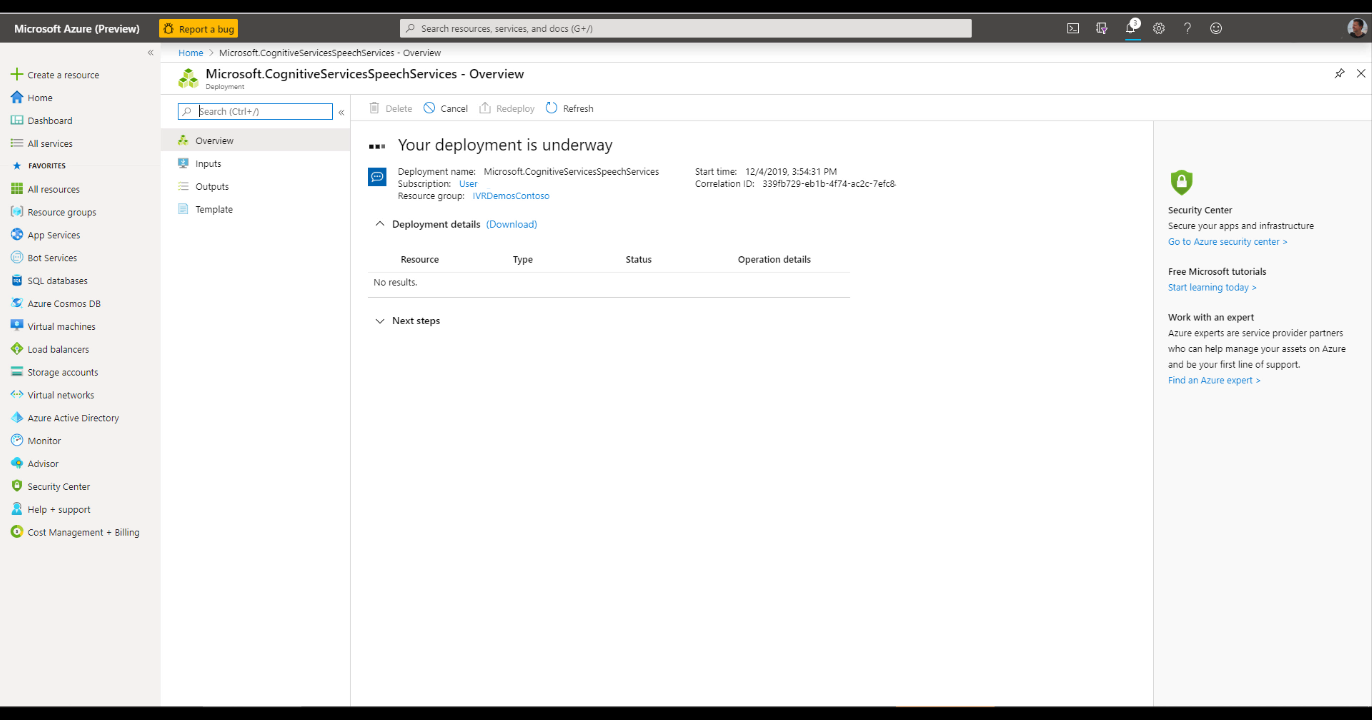 Microsoft Azure (Preview)
Report a bug
Search resources, services, and docs (G+/)
3
?
«
Create a resource
Home
Dashboard
All services
FAVORITES
All resources
Resource groups
App Services
Bot Services
SQL databases
Azure Cosmos DB
Virtual machines
Load balancers
Storage accounts
Virtual networks
Azure Active Directory
Monitor
Advisor
Security Center
Help + support
Cost Management + Billing
Home > Microsoft.CognitiveServicesSpeechServices - Overview
Microsoft.CognitiveServicesSpeechServices - Overview
Deployment
Search (Ctrl+/)
«
Overview
Inputs
Outputs
Template
Delete Cancel Redeploy Refresh
Your deployment is underway
Deployment name: Microsoft.CognitiveServicesSpeechServices
Subscription: User
Resource group: IVRDemosContoso
Start time: 12/4/2019, 3:54:31 PM
Correlation ID: 339fb729-eb1b-4f74-ac2c-7efc8
Deployment details (Download)
Resource Type Status Operation details
No results.
Next steps
Security Center
Secure your apps and infrastructure
Go to Azure security center >
Free Microsoft tutorials
Start learning today >
Work with an expert
Azure experts are service provider partners
who can help manage your assets on Azure
and be your first line of support.
Find an Azure expert >